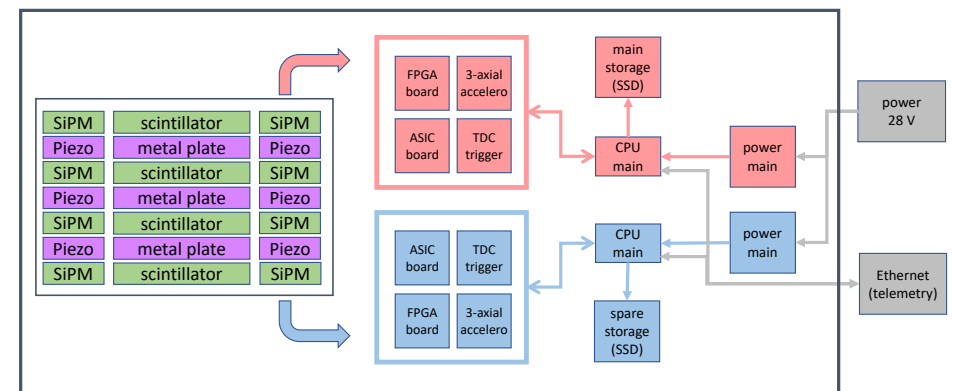 SiPM scintillator SiPM
Piezo metal plate Piezo
SiPM scintillator SiPM
Piezo metal plate Piezo
SiPM scintillator SiPM
Piezo metal plate Piezo
SiPM scintillator SiPM
FPGA
board
3-axial
accelero
ASIC
board
TDC
trigger
main
storage
(SSD)
CPU
main
power
main
power
28 V
ASIC
board
TDC
trigger
FPGA
board
3-axial
accelero
CPU
main
power
main
spare
storage
(SSD)
Ethernet
(telemetry)